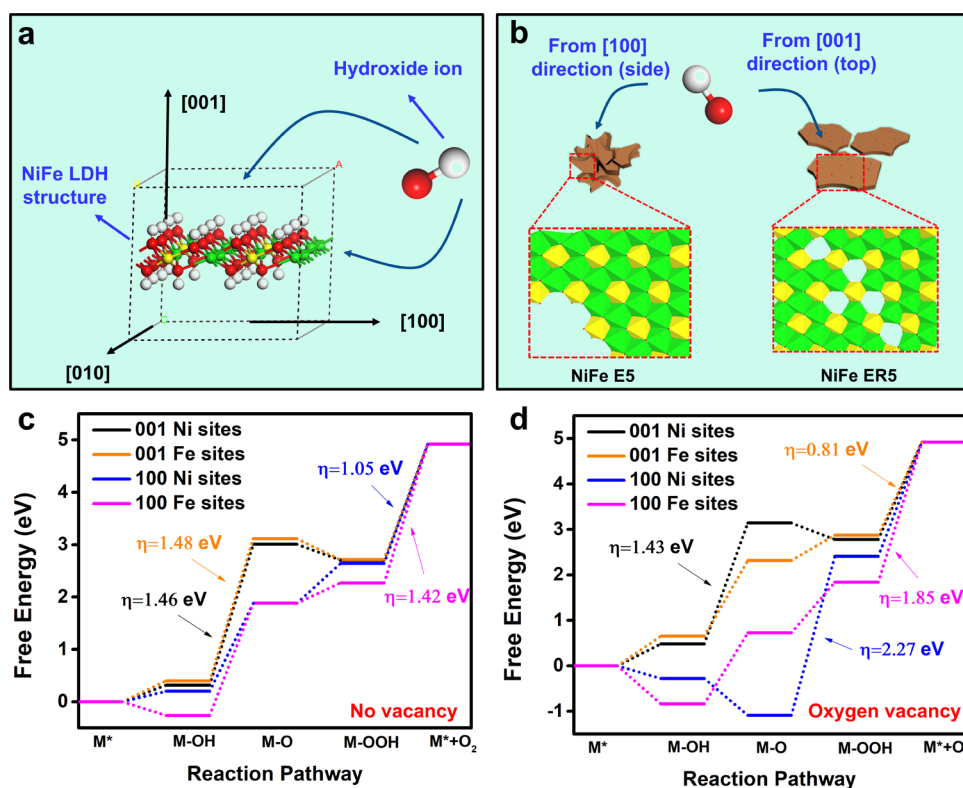 a
[001]
Hydroxide ion
NiFe LDH
structure
B
A
C
[100]
[010]
b
From [100]
direction (side)
From [001]
direction (top)
NiFe E5
NiFe ER5
c
001 Ni sites
001 Fe sites
100 Ni sites
100 Fe sites
η=1.05 eV
η=1.48 eV
η=1.46 eV
η=1.42 eV
No vacancy
Free Energy (eV)
5
4
3
2
1
0
M*
M-OH
M-O
M-OOH
M*+O2
Reaction Pathway
d
001 Ni sites
001 Fe sites
100 Ni sites
100 Fe sites
η=0.81 eV
η=1.43 eV
η=1.85 eV
η=2.27 eV
Oxygen vacancy
Free Energy (eV)
5
4
3
2
1
0
-1
M*
M-OH
M-O
M-OOH
M*+O
Reaction Pathway